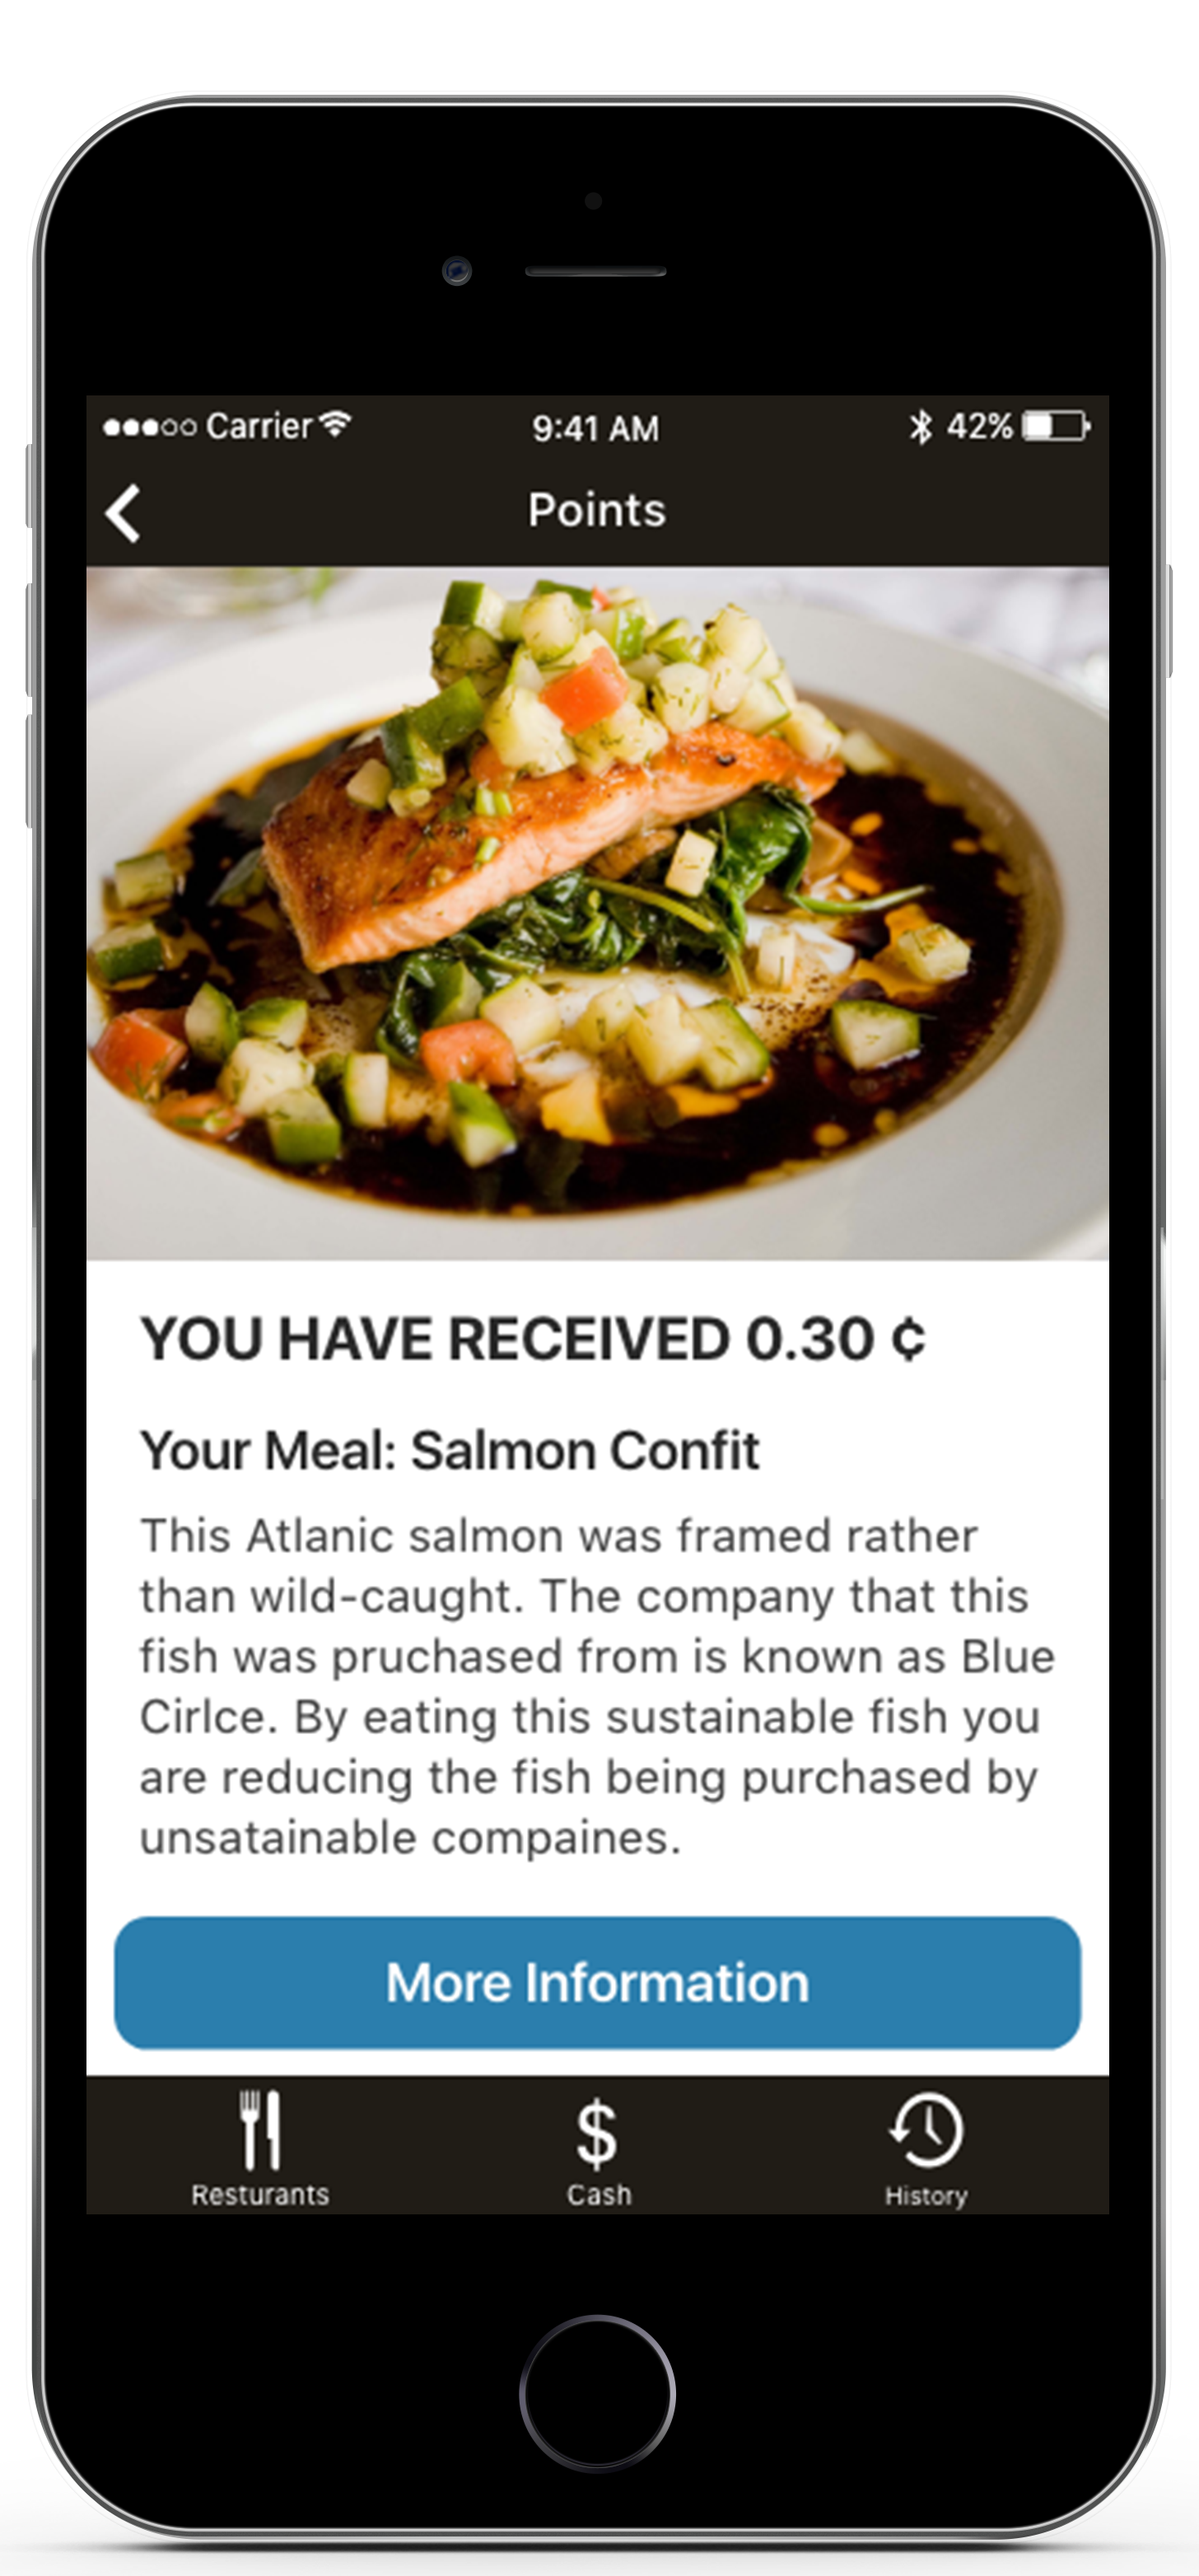 Carrier 9:41 AM 42%
Points
YOU HAVE RECEIVED 0.30 ¢
Your Meal: Salmon Confit
This Atlanic salmon was framed rather
than wild-caught. The company that this
fish was pruchased from is known as Blue
Cirlce. By eating this sustainable fish you
are reducing the fish being purchased by
unsatainable compaines.
More Information
$
Resturants Cash History